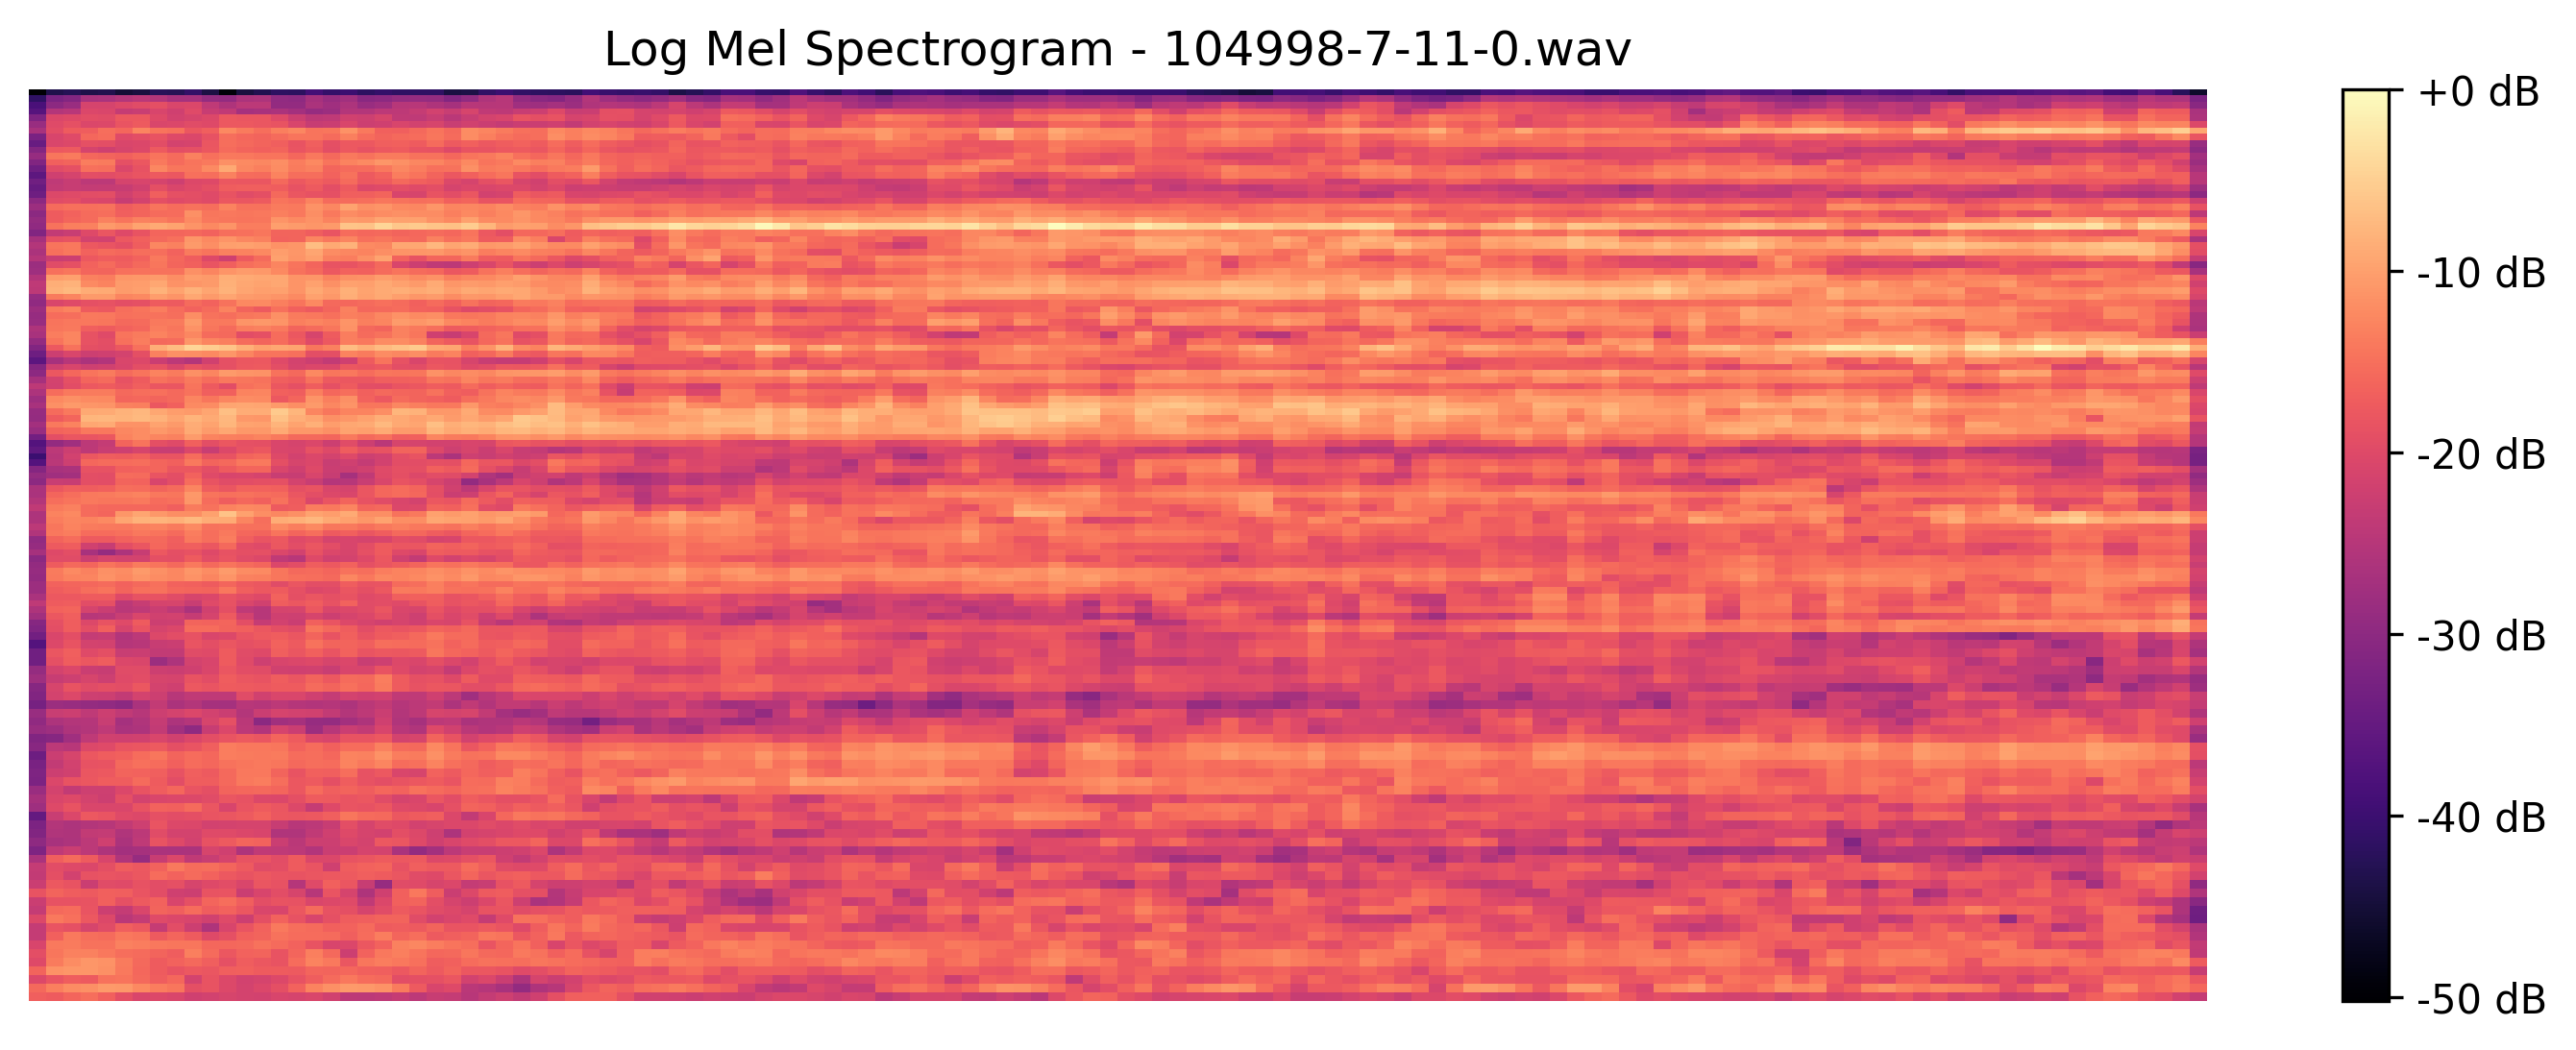 Log Mel Spectrogram - 104998-7-11-0.wav
+0 dB
-10 dB
-20 dB
-30 dB
-40 dB
-50 dB